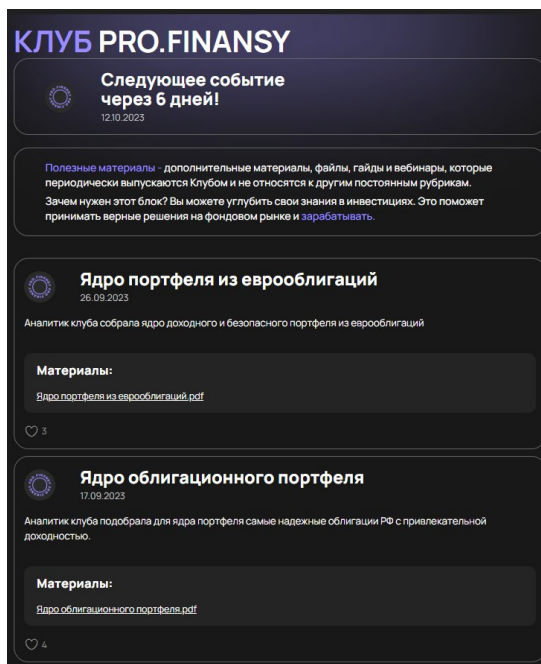 КЛУБ PRO.FINANSY
Следующее событие
через 6 дней!
12.10.2023
Полезные материалы - дополнительные материалы, файлы, гайды и вебинары, которые
периодически выпускаются Клубом и не относятся к другим постоянным рубрикам.
Зачем нужен этот блок? Вы можете углубить свои знания в инвестициях. Это поможет
принимать верные решения на фондовом рынке и зарабатывать.
Ядро портфеля из еврооблигаций
26.09.2023
Аналитик клуба собрала ядро доходного и безопасного портфеля из еврооблигаций
Материалы:
Ядро портфеля из еврооблигаций.pdf
3
Ядро облигационного портфеля
17.09.2023
Аналитик клуба подобрала для ядра портфеля самые надежные облигации РФ с привлекательной
доходностью.
Материалы:
Ядро облигационного портфеля.pdf
4